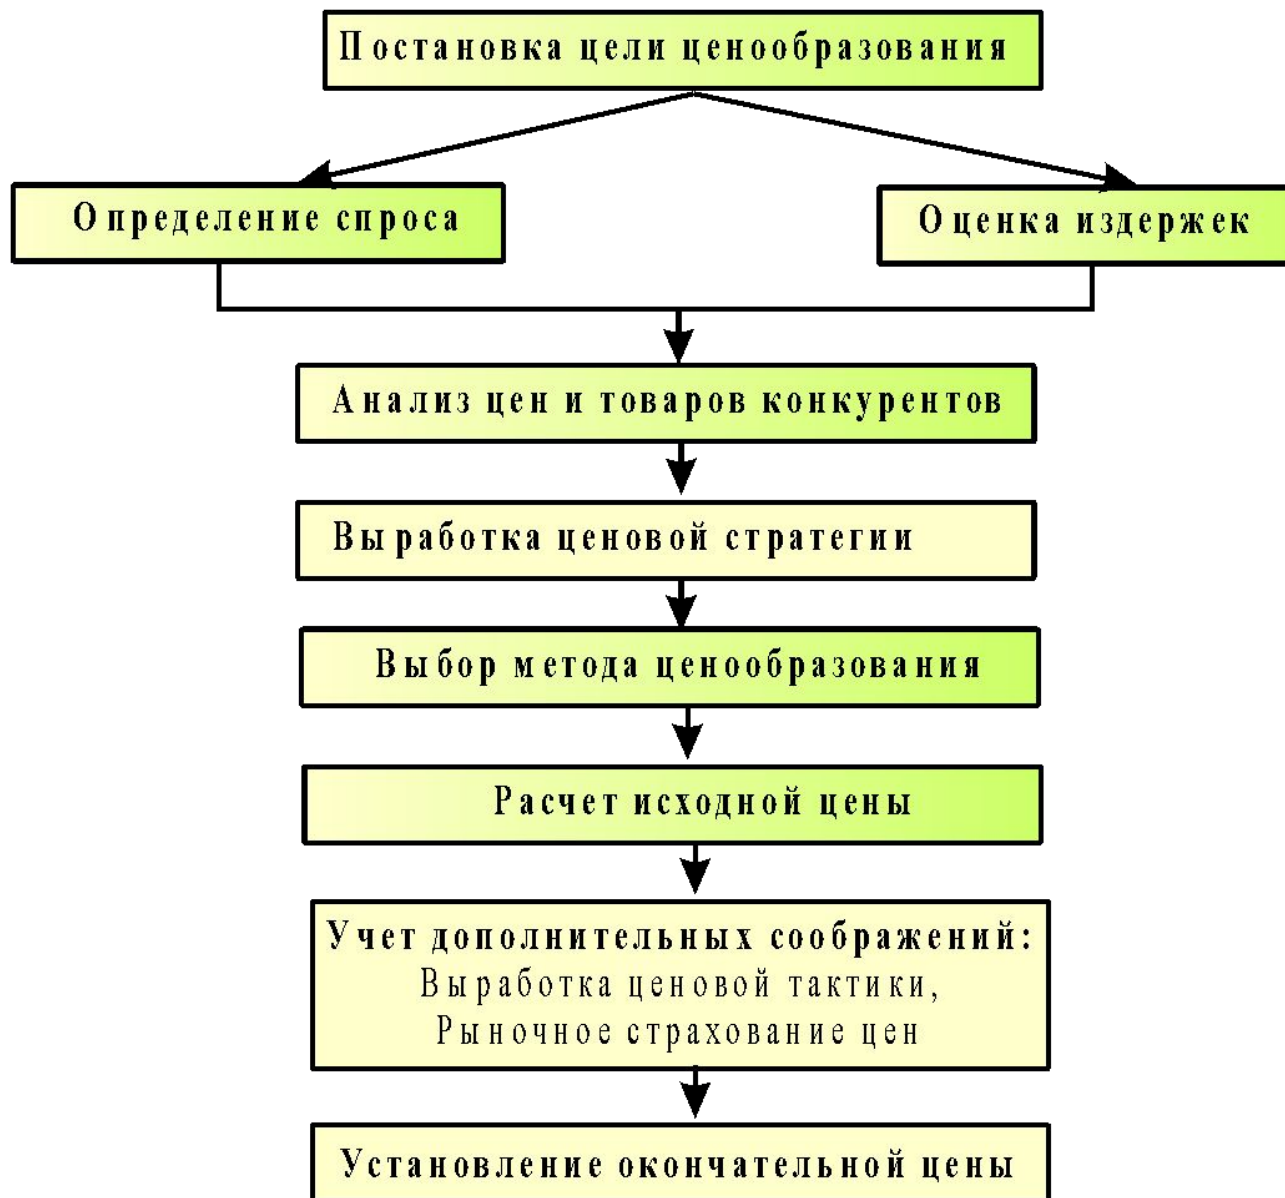 Постановка цели ценообразования
Определение спроса
Оценка издержек
Анализ цен и товаров конкурентов
Выработка ценовой стратегии
Выбор метода ценообразования
Расчет исходной цены
Учет дополнительных соображений:
Выработка ценовой тактики,
Рыночное страхование цен
Установление окончательной цены